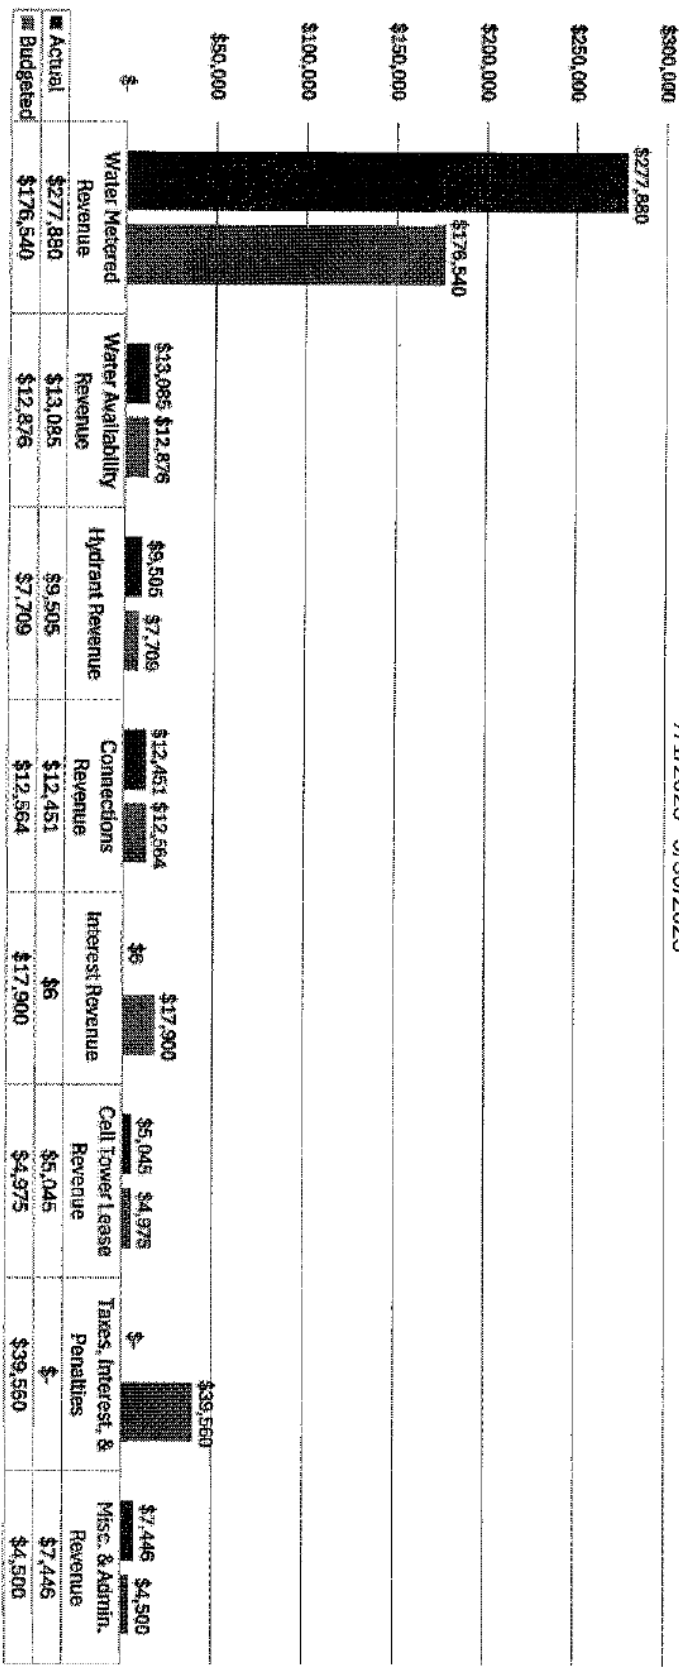 $300,000
$250,000
$200,000
$150,000
$100,000
$50,000
$-
$277,880
$176,540
$13,085 $12,876
$9,505
$7,709
$12,451 $12,564
$6
$17,900
$5,045
$4,975
$-
$39,560
$7,446
$4,500
Water Metered Revenue
Water Availability Revenue
Hydrant Revenue
Connections Revenue
Interest Revenue
Cell Tower Lease Revenue
Taxes, Interest, & Penalties
Misc. & Admin. Revenue
Actual $277,880 $13,085 $9,505 $12,451 $6 $5,045 $- $7,446
Budgeted $176,540 $12,876 $7,709 $12,564 $17,900 $4,975 $39,560 $4,500